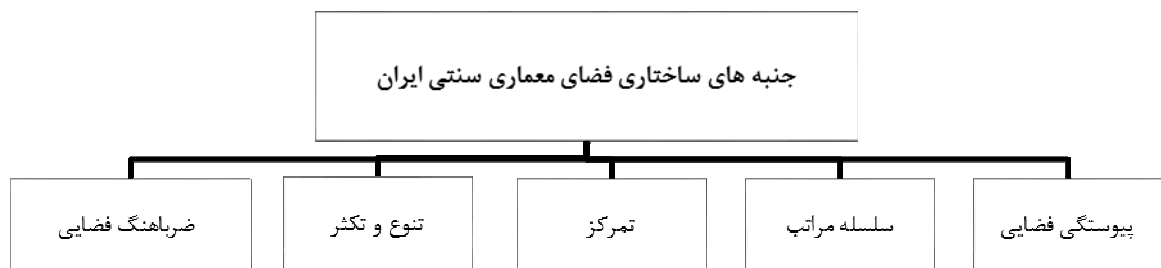 جنبه های ساختاری فضای معماری سنتی ایران
پیوستگی فضایی
سلسله مراتب
تمرکز
تنوع و تکثر
ضرباهنگ فضایی